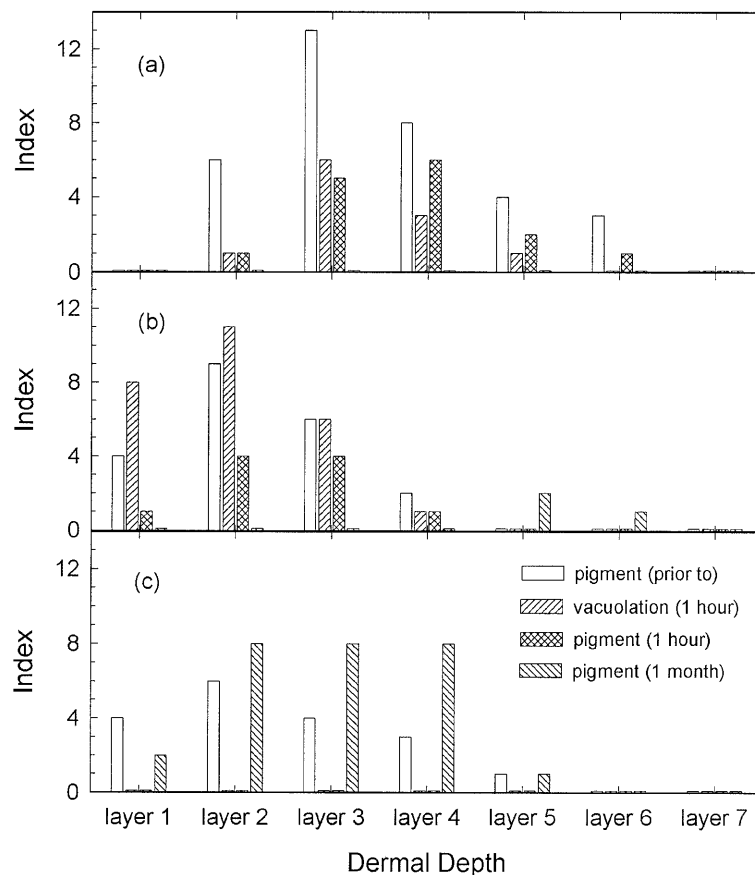 12
(a)
8
Index
4
0
12
(b)
8
Index
4
0
12
(c)
pigment (prior to)
vacuolation (1 hour)
8
pigment (1 hour)
pigment (1 month)
Index
4
0
layer 1 layer 2 layer 3 layer 4 layer 5 layer 6 layer 7
Dermal Depth